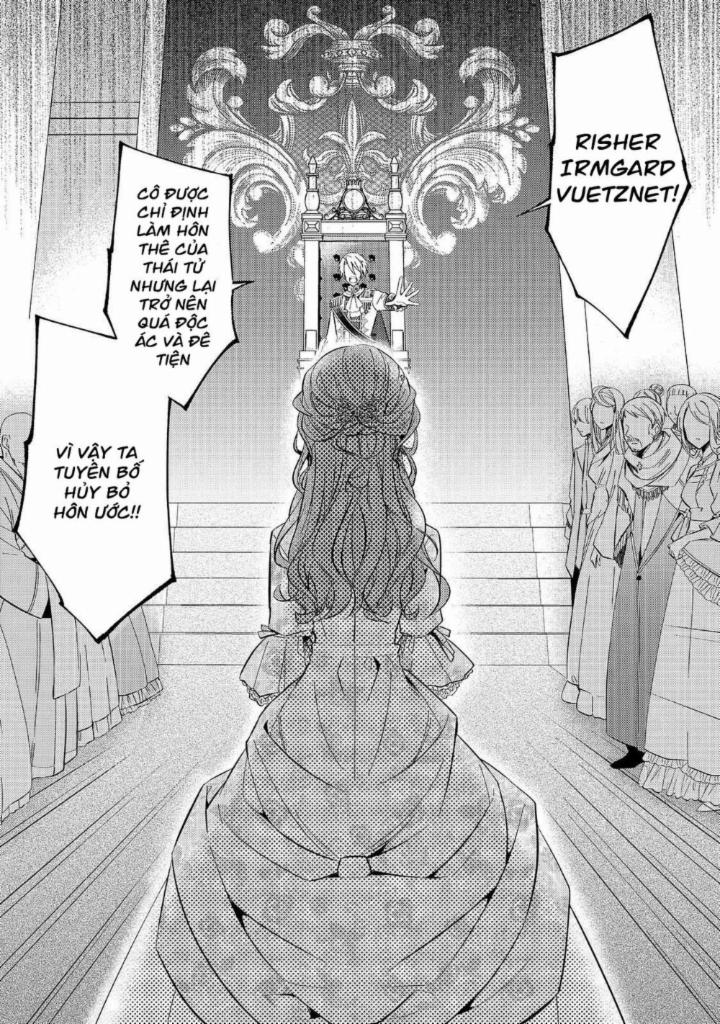 RISHER
IRMGARD
VUETZNET!
CÔ ĐƯỢC
CHỈ ĐỊNH
LÀM HÔN
THÊ CỦA
THÁI TỬ
NHƯNG LẠI
TRỞ NÊN
QUÁ ĐỘC
ÁC VÀ ĐÊ
TIỆN
VÌ VẬY TA
TUYÊN BỐ
HỦY BỎ
HÔN ƯỚC!!